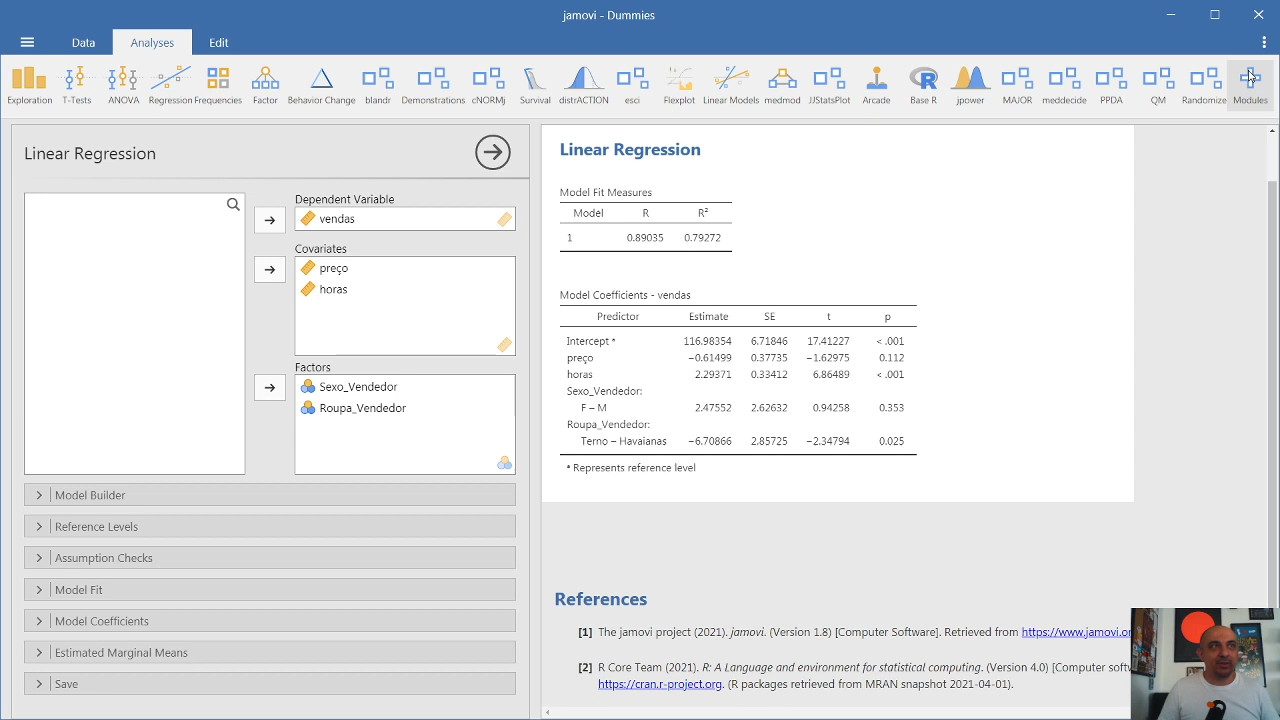 jamovi - Dummies
Data Analyses Edit
Exploration T-Tests ANOVA Regression Frequencies Factor Behavior Change blandr Demonstrations cNORMj Survival distrACTION esci Flexplot Linear Models medmod JJStatsPlot Arcade Base R jpower MAJOR meddecide PPDA QM Randomize Modules
Linear Regression
Dependent Variable
vendas
Covariates
preço
horas
Factors
Sexo_Vendedor
Roupa_Vendedor
Model Builder
Reference Levels
Assumption Checks
Model Fit
Model Coefficients
Estimated Marginal Means
Save
Linear Regression
Model Fit Measures
Model R R²
1 0.89035 0.79272
Model Coefficients - vendas
Predictor Estimate SE t p
Intercept ᵃ 116.98354 6.71846 17.41227 < .001
preço −0.61499 0.37735 −1.62975 0.112
horas 2.29371 0.33412 6.86489 < .001
Sexo_Vendedor:
F – M 2.47552 2.62632 0.94258 0.353
Roupa_Vendedor:
Terno – Havaianas −6.70866 2.85725 −2.34794 0.025
ᵃ Represents reference level
References
[1] The jamovi project (2021). jamovi. (Version 1.8) [Computer Software]. Retrieved from https://www.jamovi.or
[2] R Core Team (2021). R: A Language and environment for statistical computing. (Version 4.0) [Computer softw
https://cran.r-project.org. (R packages retrieved from MRAN snapshot 2021-04-01).